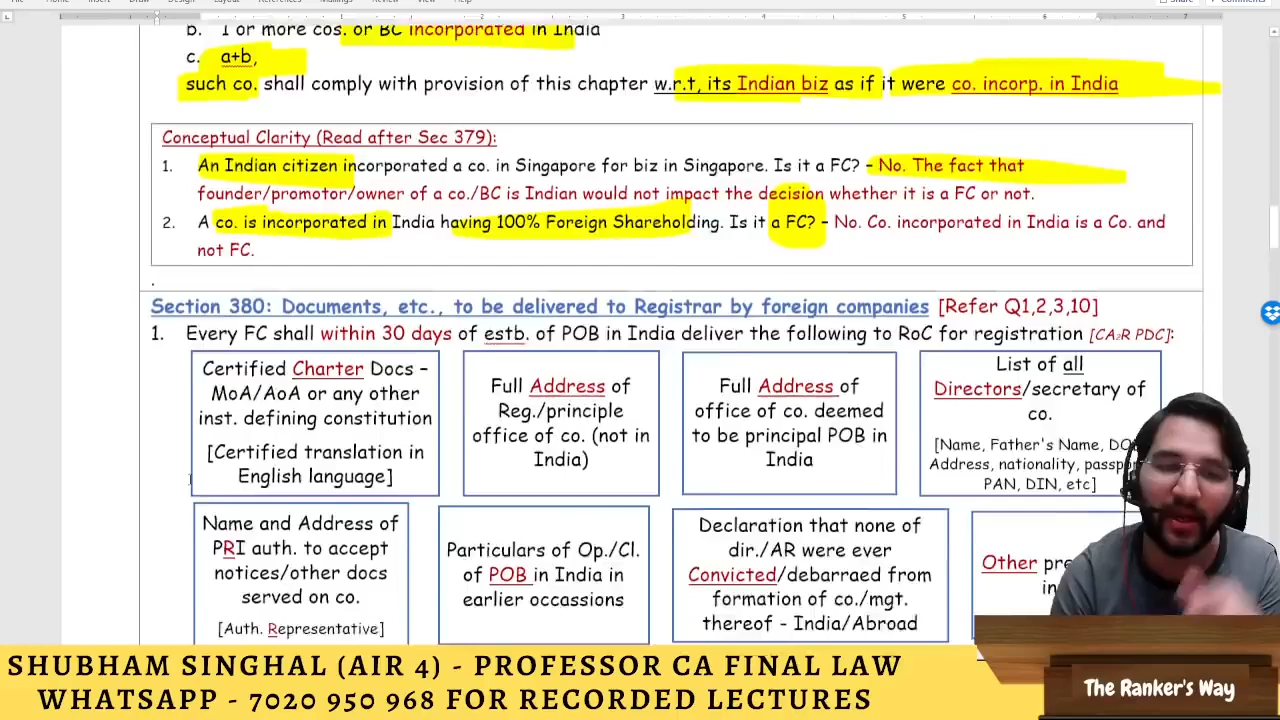 b. 1 or more cos. or BC incorporated in India
c. a+b,
such co. shall comply with provision of this chapter w.r.t, its Indian biz as if it were co. incorp. in India
Conceptual Clarity (Read after Sec 379):
1. An Indian citizen incorporated a co. in Singapore for biz in Singapore. Is it a FC? – No. The fact that
founder/promotor/owner of a co./BC is Indian would not impact the decision whether it is a FC or not.
2. A co. is incorporated in India having 100% Foreign Shareholding. Is it a FC? – No. Co. incorporated in India is a Co. and
not FC.
.
Section 380: Documents, etc., to be delivered to Registrar by foreign companies [Refer Q1,2,3,10]
1. Every FC shall within 30 days of estb. of POB in India deliver the following to RoC for registration [CA2R PDC]:
Certified Charter Docs –
MoA/AoA or any other
inst. defining constitution
[Certified translation in
English language]
Full Address of
Reg./principle
office of co. (not in
India)
Full Address of
office of co. deemed
to be principal POB in
India
List of all
Directors/secretary of
co.
[Name, Father's Name,
Address, nationality,
PAN, DIN, etc]
Name and Address of
PRI auth. to accept
notices/other docs
served on co.
[Auth. Representative]
Particulars of Op./Cl.
of POB in India in
earlier occassions
Declaration that none of
dir./AR were ever
Convicted/debarraed from
formation of co./mgt.
thereof - India/Abroad
Other
SHUBHAM SINGHAL (AIR 4) - PROFESSOR CA FINAL LAW
WHATSAPP - 7020 950 968 FOR RECORDED LECTURES
The Ranker's Way